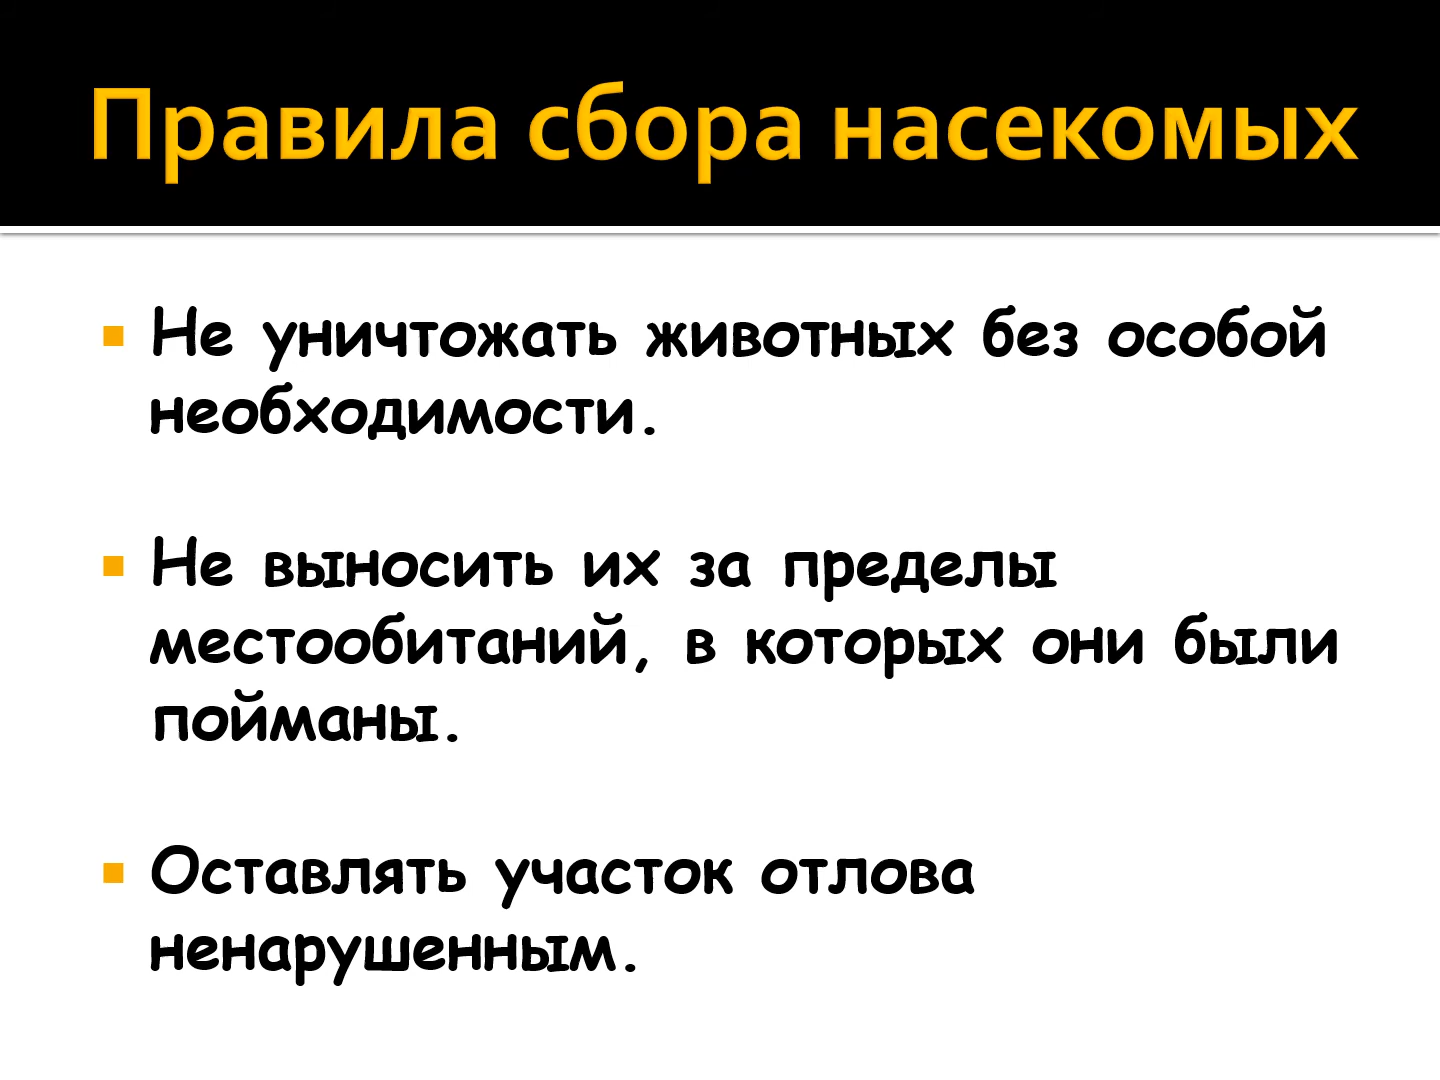 Правила сбора насекомых
Не уничтожать животных без особой
необходимости.
Не выносить их за пределы
местообитаний, в которых они были
пойманы.
Оставлять участок отлова
ненарушенным.